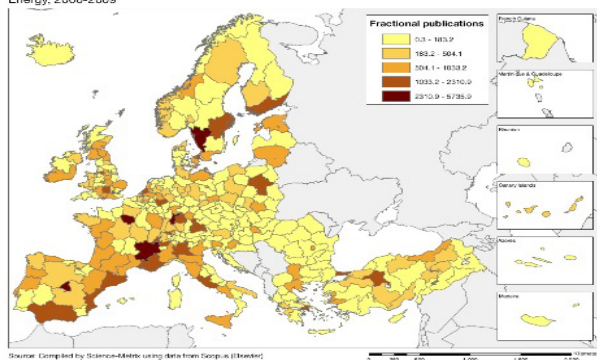 Energy, 2000-2009
Fractional publications
0.3 - 183.2
183.2 - 504.1
504.1 - 1033.2
1033.2 - 2310.9
2310.9 - 5735.9
French Guiana
Martinique & Guadeloupe
Réunion
Canary Islands
Azores
Madeira
Source: Compiled by Science-Metrix using data from Scopus (Elsevier)